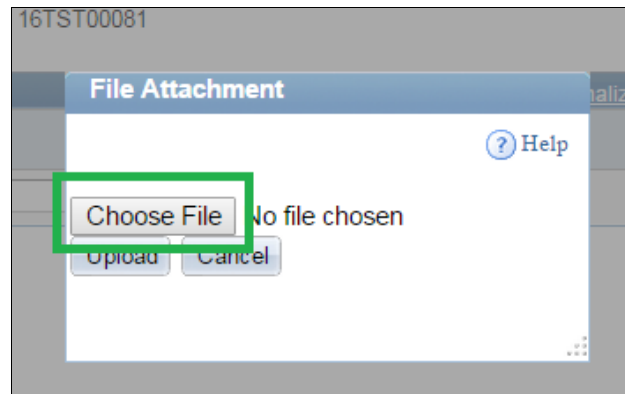 16TST00081
File Attachment
? Help
Choose File No file chosen
Upload Cancel